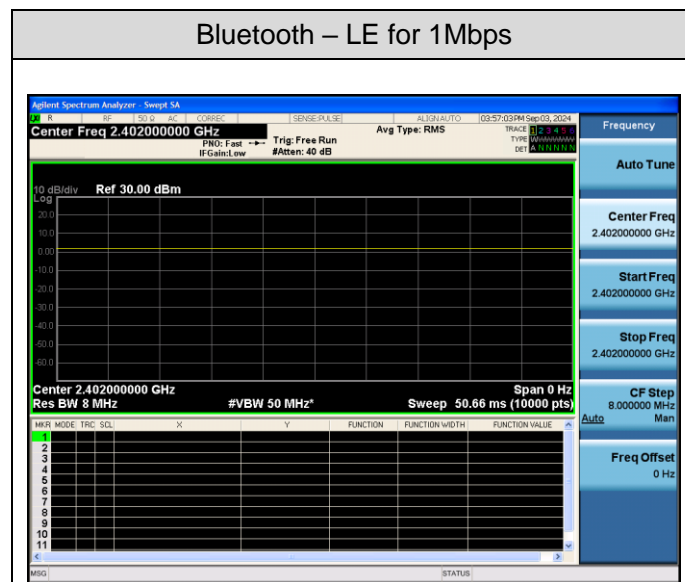 Bluetooth – LE for 1Mbps
Agilent Spectrum Analyzer - Swept SA
R RF 50 Ω AC CORREC SENSE:PULSE ALIGN AUTO 03:57:03 PM Sep 03, 2024
Center Freq 2.402000000 GHz
PNO: Fast
IFGain:Low
Trig: Free Run
#Atten: 40 dB
Avg Type: RMS
TRACE 1 2 3 4 5 6
TYPE
DET A N N N N N
10 dB/div Ref 30.00 dBm
Log
20.0
10.0
0.00
-10.0
-20.0
-30.0
-40.0
-50.0
-60.0
Center 2.402000000 GHz Span 0 Hz
Res BW 8 MHz #VBW 50 MHz* Sweep 50.66 ms (10000 pts)
MKR MODE TRC SCL X Y FUNCTION FUNCTION WIDTH FUNCTION VALUE
1
2
3
4
5
6
7
8
9
10
11
MSG STATUS
Frequency
Auto Tune
Center Freq
2.402000000 GHz
Start Freq
2.402000000 GHz
Stop Freq
2.402000000 GHz
CF Step
8.000000 MHz
Auto Man
Freq Offset
0 Hz